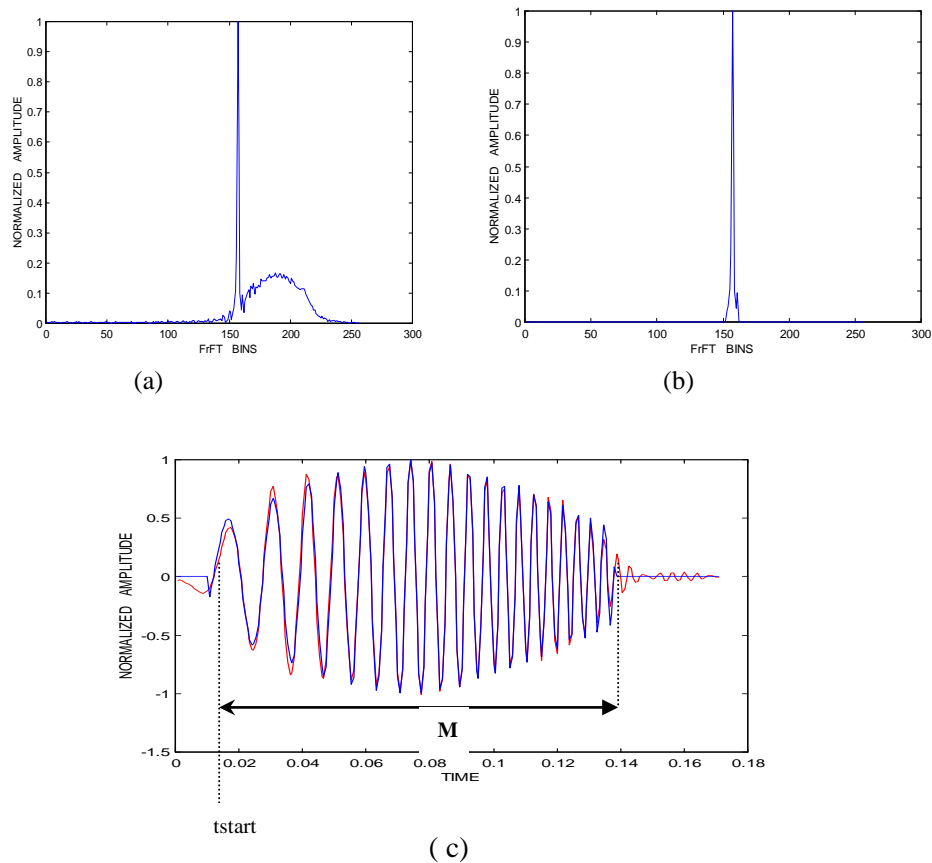 1
0.9
0.8
0.7
0.6
0.5
0.4
0.3
0.2
0.1
0
NORMALIZED AMPLITUDE
0 50 100 150 200 250 300
FrFT BINS
(a)
1
0.9
0.8
0.7
0.6
0.5
0.4
0.3
0.2
0.1
0
NORMALIZED AMPLITUDE
0 50 100 150 200 250 300
FrFT BINS
(b)
1
0.5
0
-0.5
-1
-1.5
NORMALIZED AMPLITUDE
M
0 0.02 0.04 0.06 0.08 0.1 0.12 0.14 0.16 0.18
TIME
tstart
( c)